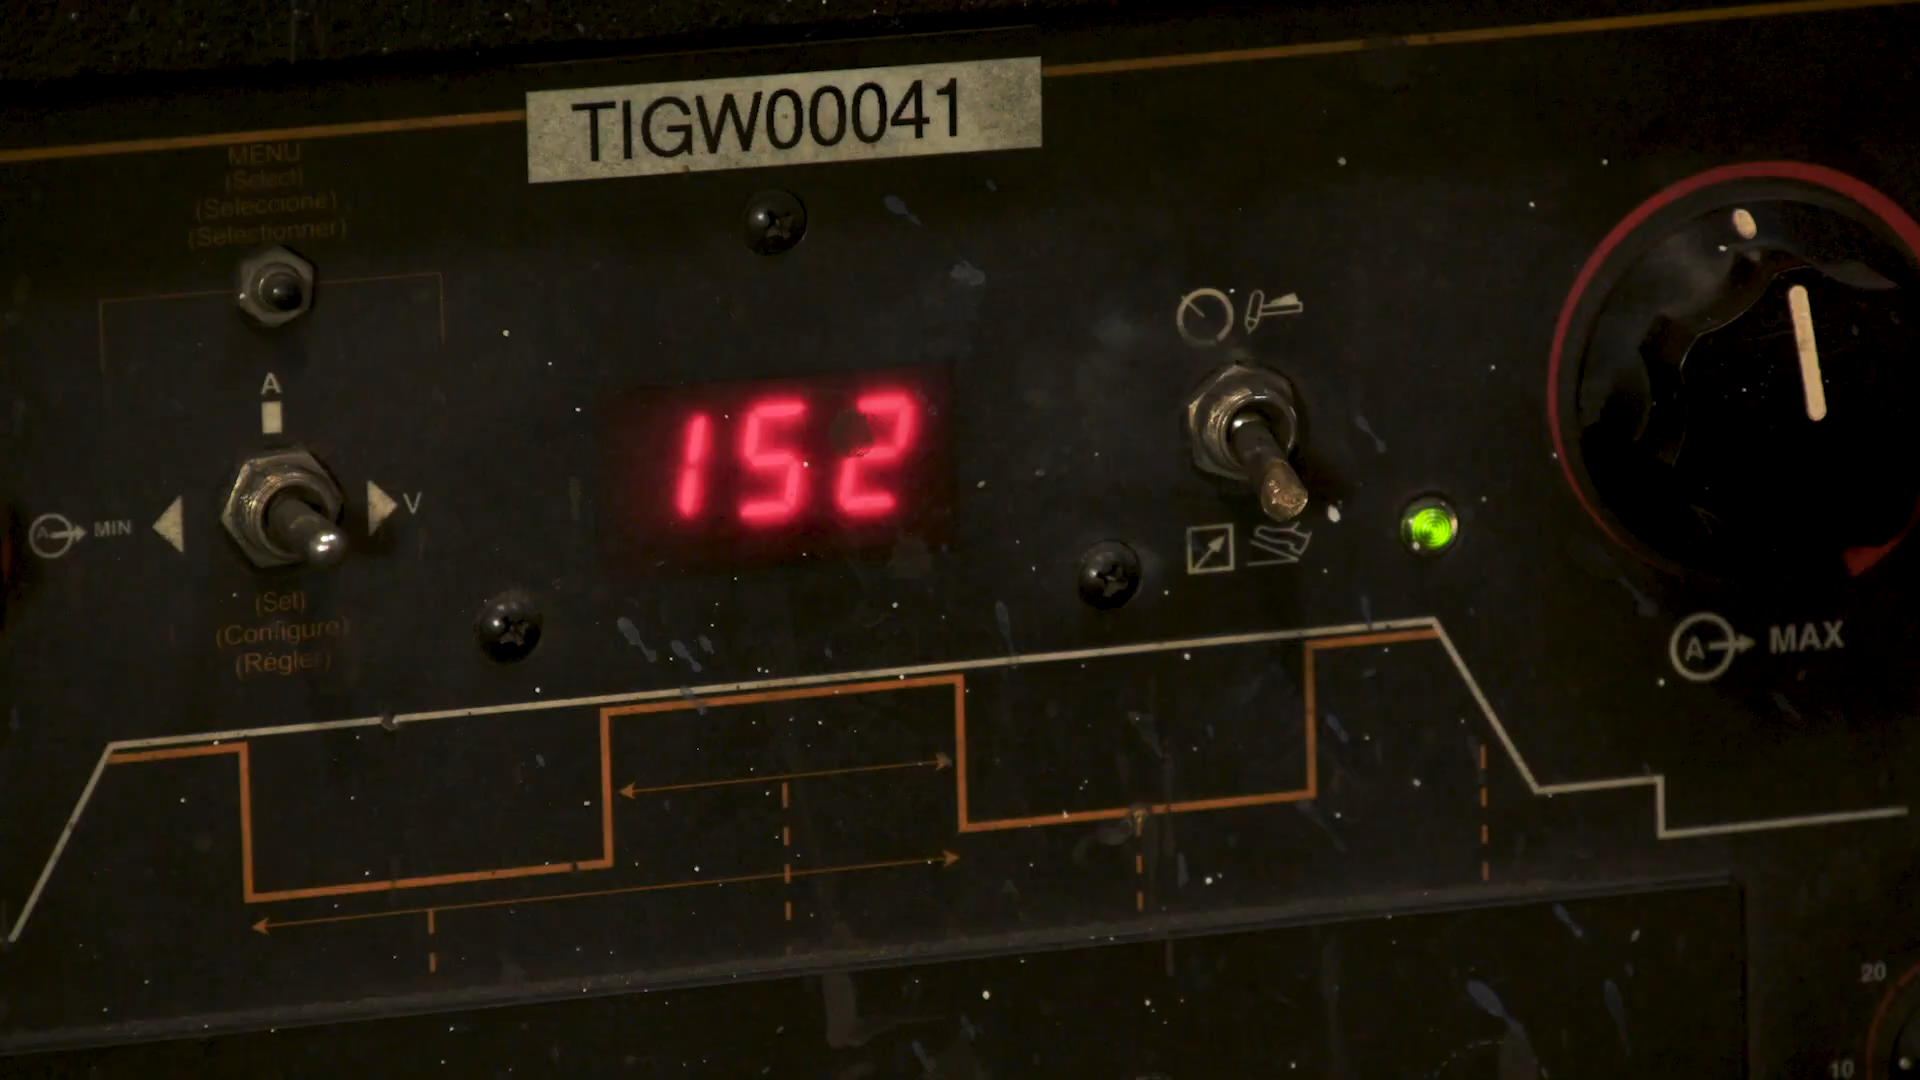 TIGW00041
MENU
(Select)
(Seleccione)
(Selectionner)
A
152
A MIN
V
(Set)
(Configure)
(Régler)
A MAX
20
10